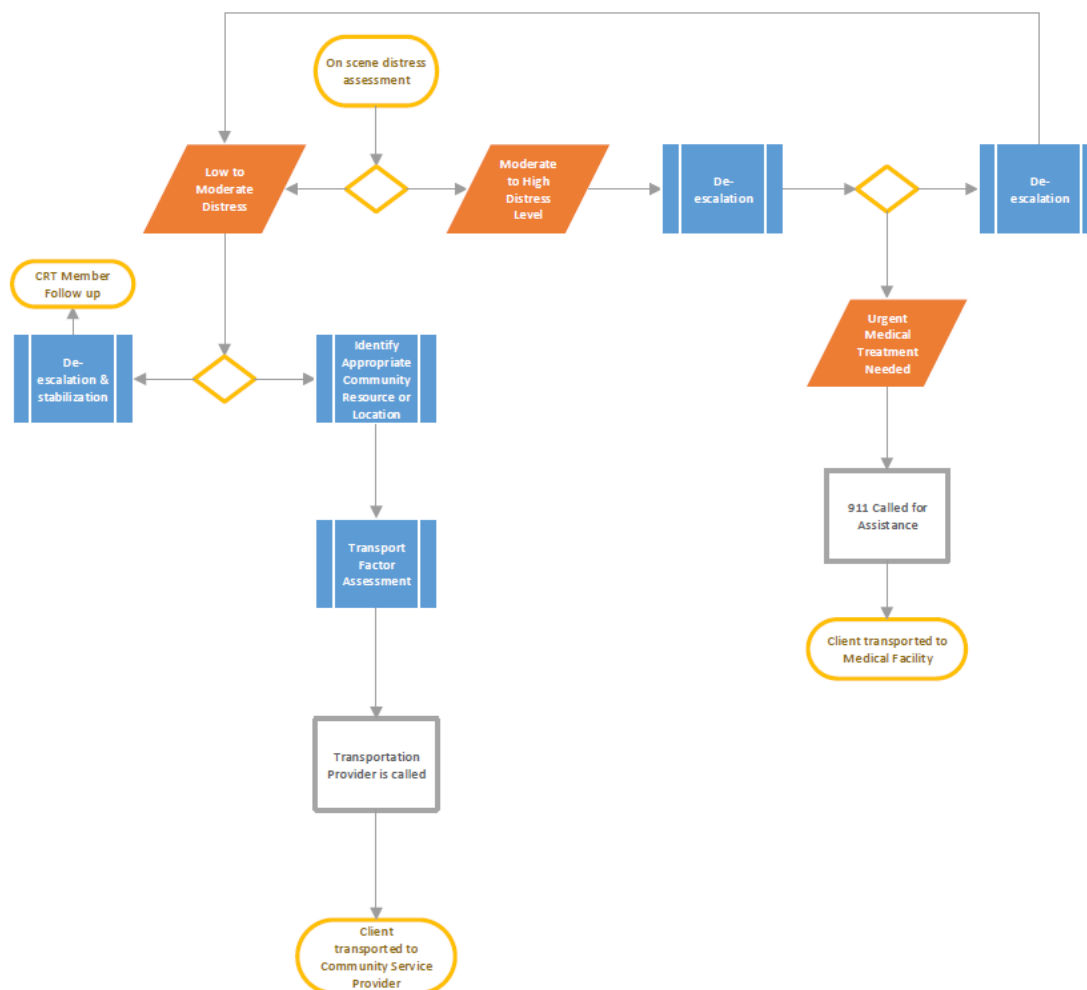 On scene distress
assessment
Low to
Moderate
Distress
Moderate
to High
Distress
Level
De-
escalation
De-
escalation
CRT Member
Follow up
De-
escalation &
stabilization
Identify
Appropriate
Community
Resource or
Location
Urgent
Medical
Treatment
Needed
911 Called for
Assistance
Transport
Factor
Assessment
Client transported to
Medical Facility
Transportation
Provider is called
Client
transported to
Community Service
Provider